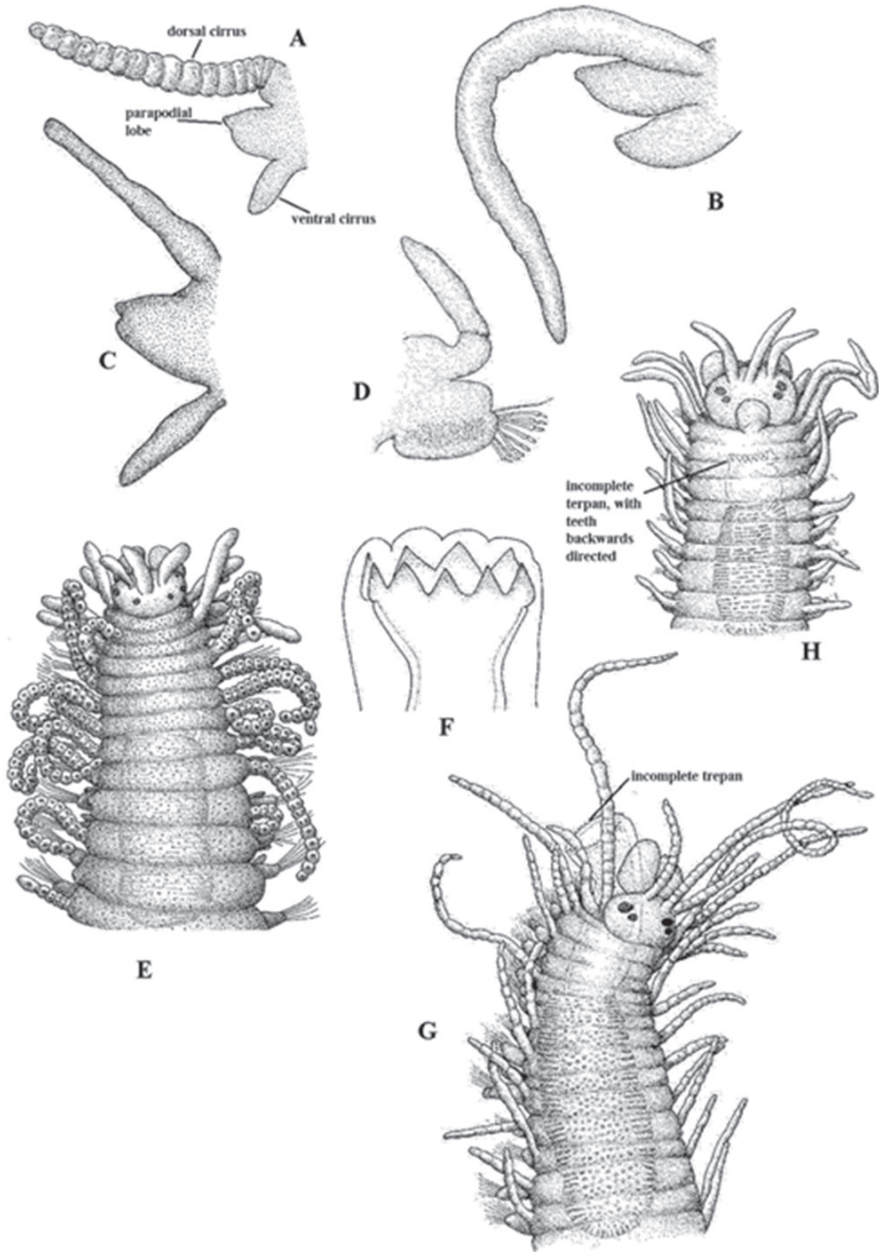 dorsal cirrus
A
parapodial
lobe
ventral cirrus
B
C
D
incomplete
terpan, with
teeth
backwards
directed
H
F
incomplete trepan
E
G